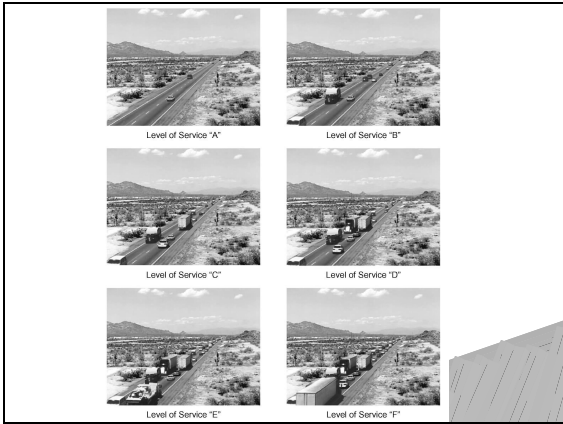 Level of Service "A"
Level of Service "B"
Level of Service "C"
Level of Service "D"
Level of Service "E"
Level of Service "F"